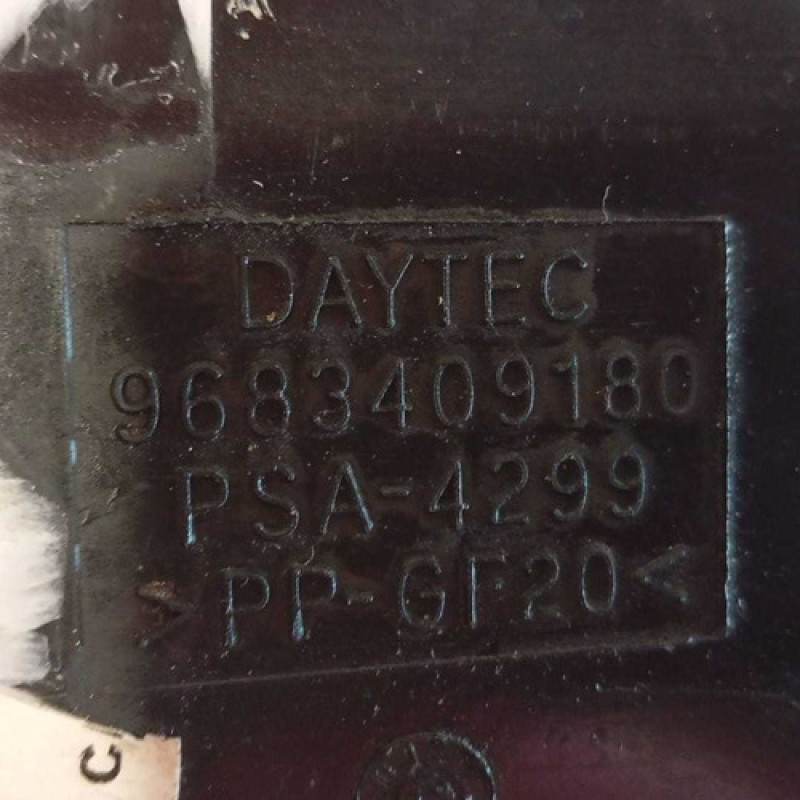 DAYTEC
9683409180
PSA-4299
>PP-GF20<
C